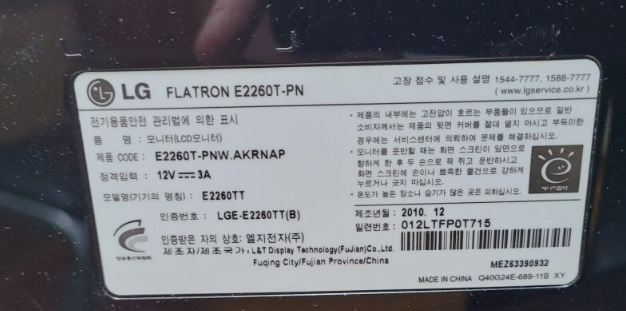 LG FLATRON E2260T-PN
고장 접수 및 사용 설명 1544-7777, 1588-7777
( www.lgservice.co.kr )
전기용품안전 관리법에 의한 표시
품 명 : 모니터(LCD모니터)
제품 CODE : E2260T-PNW.AKRNAP
정격입력 : 12V 3A
모델명(기기의 명칭) : E2260TT
인증번호 : LGE-E2260TT(B)
인증받은 자의 상호: 엘지전자(주)
제조자/제조국가: L&T Display Technology(FuJian)Co.,Ltd.
Fuqing City/Fujian Province/China
방송통신위원회
• 제품의 내부에는 고전압이 흐르는 부품들이 있으므로 일반
소비자께서는 제품의 뒷면 커버를 절대 열지 마시고 부득이한
경우에는 서비스센터에 의뢰하여 문제를 해결하십시오.
• 모니터를 운반할 때는 화면 스크린이 앞면으로
향하게 한 후 두 손으로 꼭 쥐고 운반하시고
화면 스크린에 손이나 뾰족한 물건으로 강하게
누르거나 긋지 마십시오.
• 온도가 높은 장소나 습기가 많은 곳은 피하십시오.
제조년월 : 2010. 12
일련번호 : 012LTFP0T715
MEZ63390932
MADE IN CHINA Q40G24E-689-11B XY